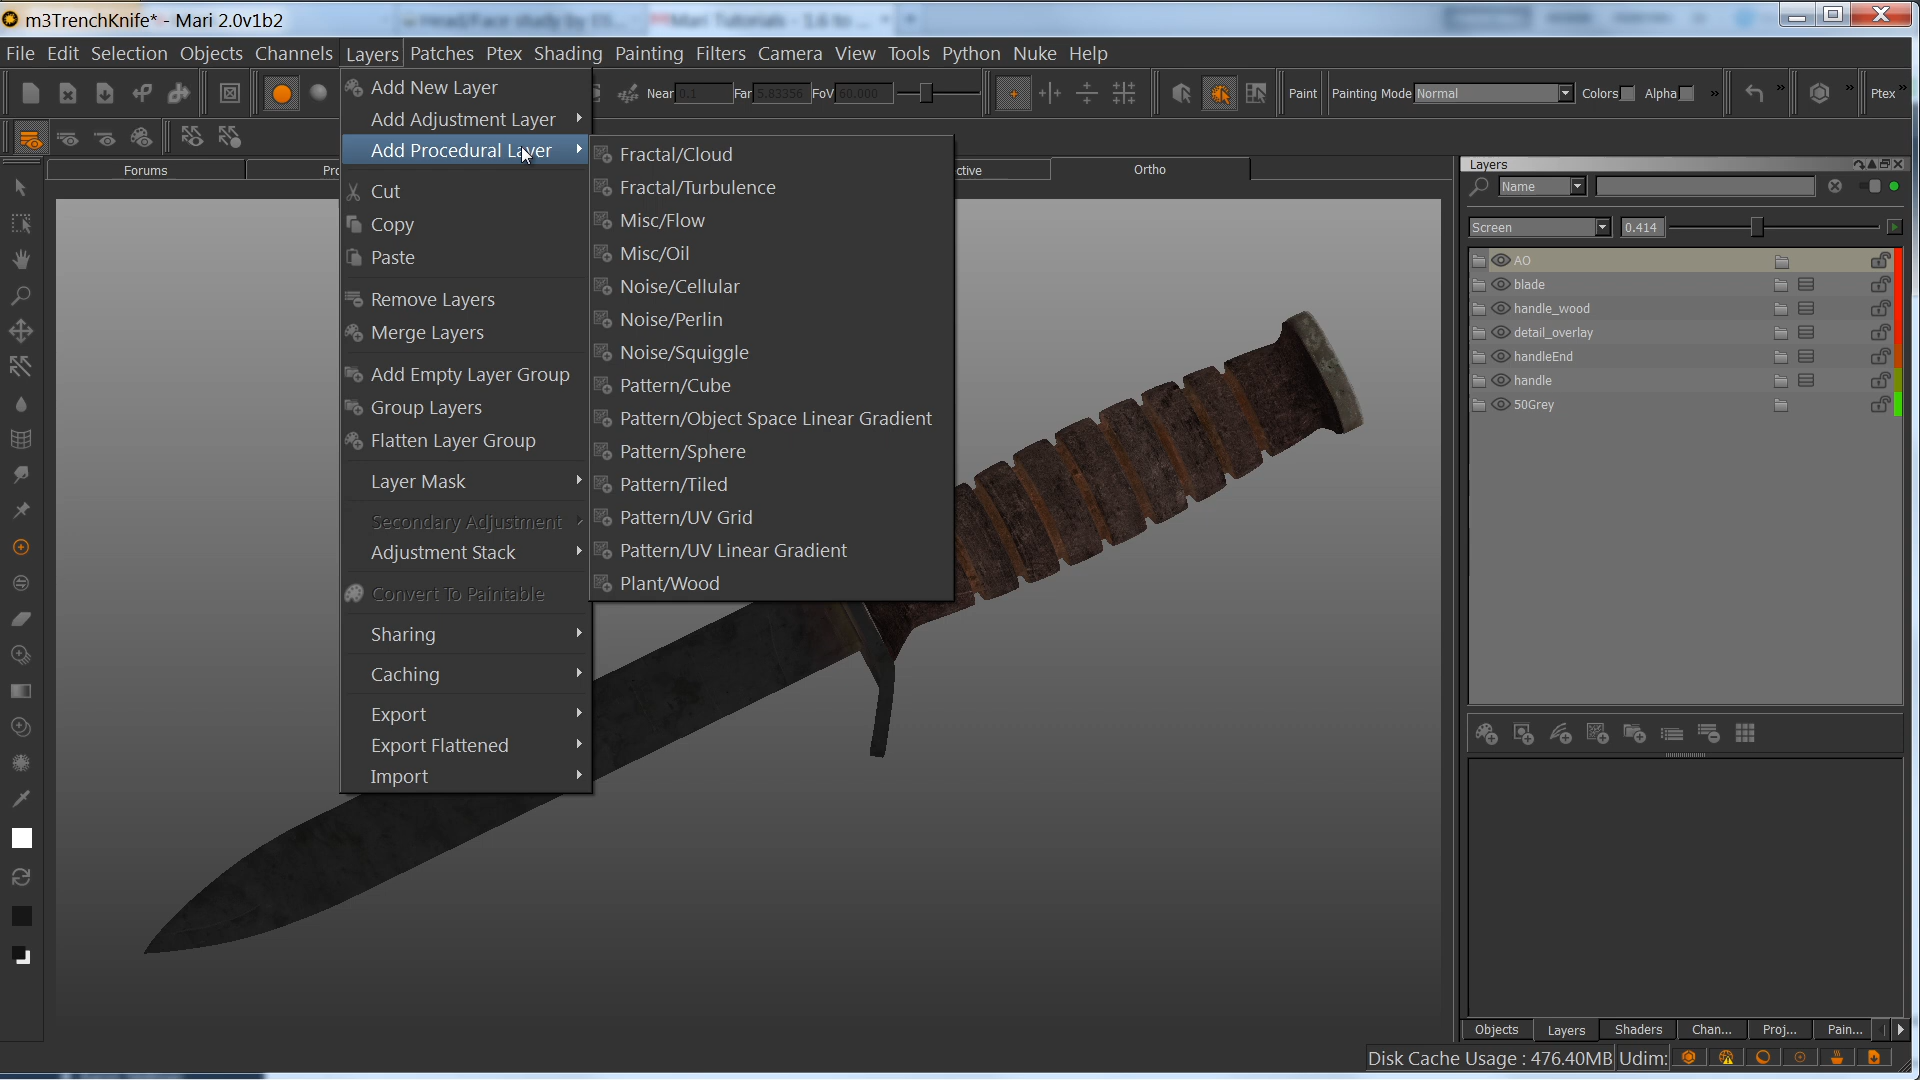 m3TrenchKnife* - Mari 2.0v1b2
File Edit Selection Objects Channels Layers Patches Ptex Shading Painting Filters Camera View Tools Python Nuke Help
Near 0.1 Far 5.83356 FoV 60.000
Paint Painting Mode Normal Colors Alpha » » » Ptex »
Forums
Ortho
Add New Layer
Add Adjustment Layer
Add Procedural Layer
Cut
Copy
Paste
Remove Layers
Merge Layers
Add Empty Layer Group
Group Layers
Flatten Layer Group
Layer Mask
Secondary Adjustment
Adjustment Stack
Convert To Paintable
Sharing
Caching
Export
Export Flattened
Import
Fractal/Cloud
Fractal/Turbulence
Misc/Flow
Misc/Oil
Noise/Cellular
Noise/Perlin
Noise/Squiggle
Pattern/Cube
Pattern/Object Space Linear Gradient
Pattern/Sphere
Pattern/Tiled
Pattern/UV Grid
Pattern/UV Linear Gradient
Plant/Wood
Layers
Name
Screen 0.414
AO
blade
handle_wood
detail_overlay
handleEnd
handle
50Grey
Objects Layers Shaders Chan... Proj... Pain...
Disk Cache Usage : 476.40MB Udim: